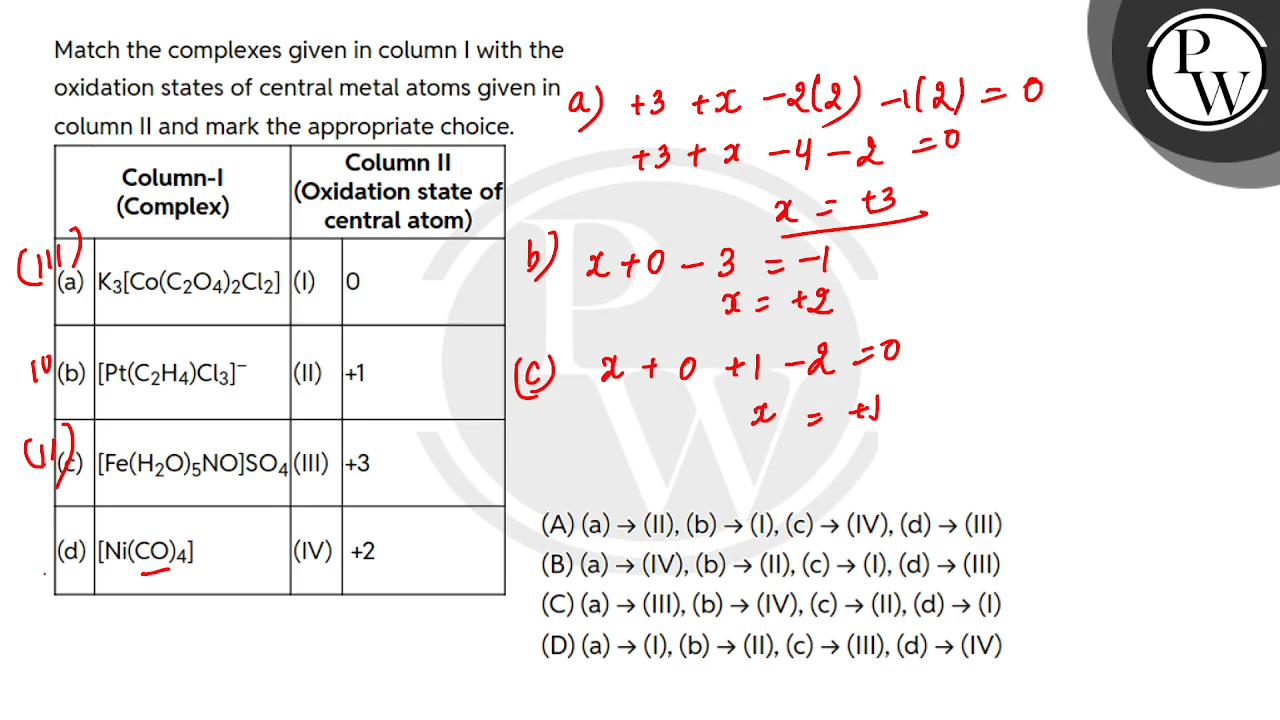 Match the complexes given in column I with the
oxidation states of central metal atoms given in
column II and mark the appropriate choice.
Column-I
(Complex)
Column II
(Oxidation state of
central atom)
(III)
(a) K₃[Co(C₂O₄)₂Cl₂] (I) 0
IV
(b) [Pt(C₂H₄)Cl₃]⁻ (II) +1
(II)
(c) [Fe(H₂O)₅NO]SO₄ (III) +3
(d) [Ni(CO)₄] (IV) +2
a) +3 +x -2(2) -1(2) = 0
+3 + x -4 -2 = 0
x = +3
b) x + 0 - 3 = -1
x = +2
(c) x + 0 +1 -2 = 0
x = +1
(A) (a) → (II), (b) → (I), (c) → (IV), (d) → (III)
(B) (a) → (IV), (b) → (II), (c) → (I), (d) → (III)
(C) (a) → (III), (b) → (IV), (c) → (II), (d) → (I)
(D) (a) → (I), (b) → (II), (c) → (III), (d) → (IV)
P
W
P
W